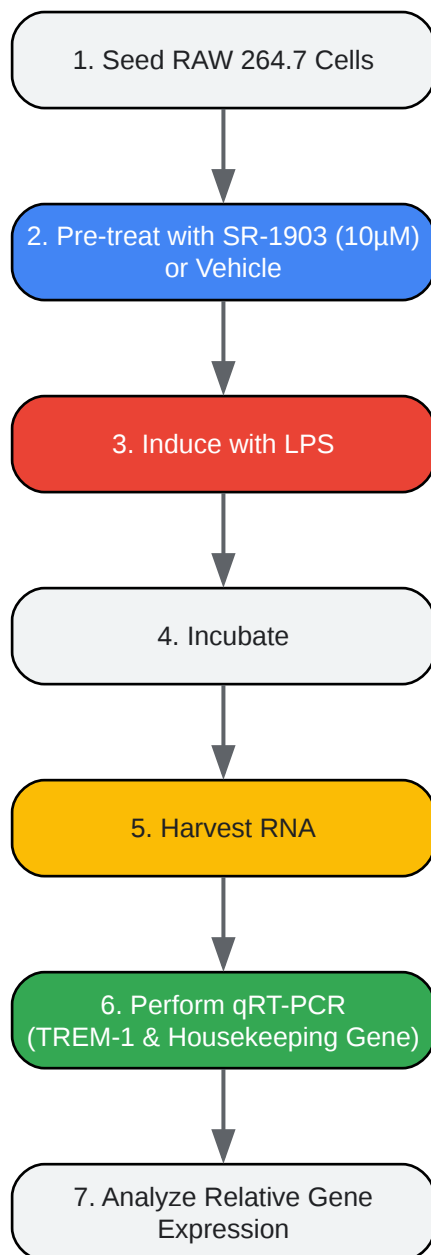 1. Seed RAW 264.7 Cells
2. Pre-treat with SR-1903 (10µM)
or Vehicle
3. Induce with LPS
4. Incubate
5. Harvest RNA
6. Perform qRT-PCR
(TREM-1 & Housekeeping Gene)
7. Analyze Relative Gene
Expression